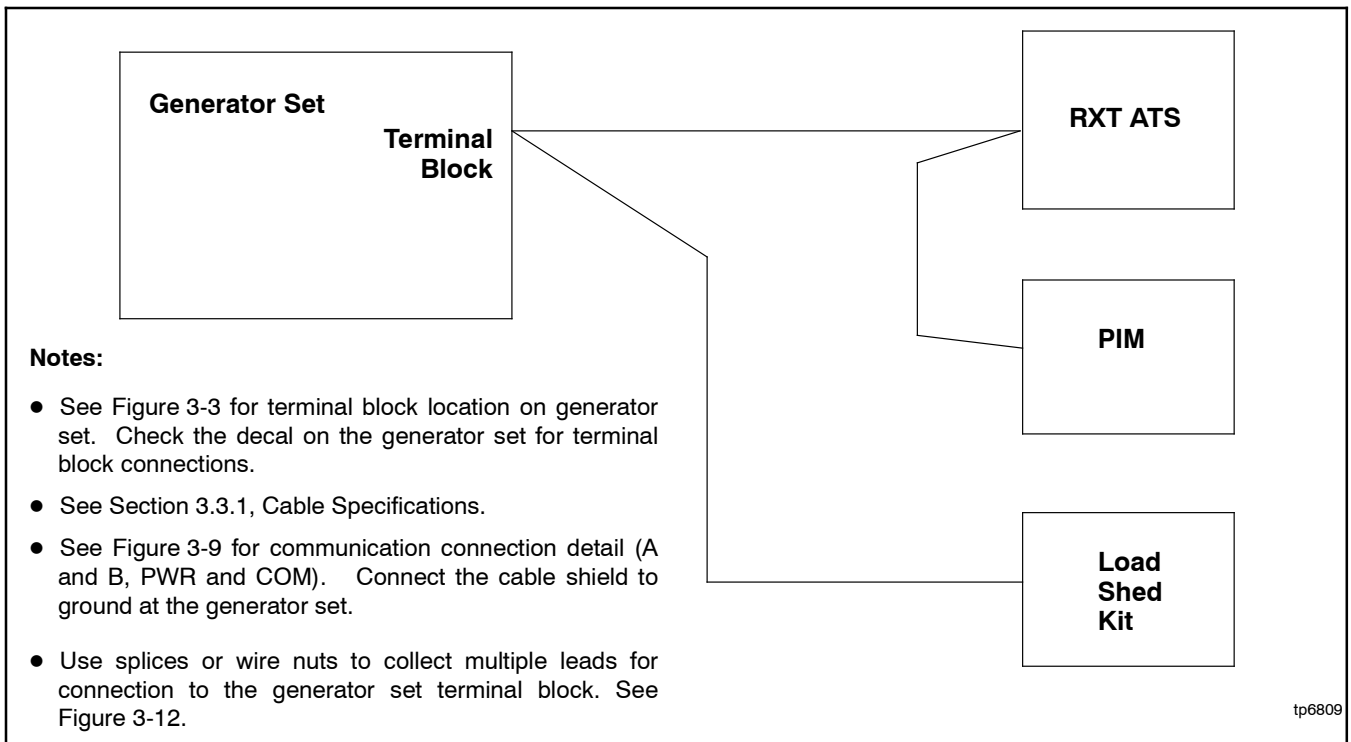 Generator Set
Terminal
Block
RXT ATS
PIM
Load
Shed
Kit
Notes:
● See Figure 3-3 for terminal block location on generator
set. Check the decal on the generator set for terminal
block connections.
● See Section 3.3.1, Cable Specifications.
● See Figure 3-9 for communication connection detail (A
and B, PWR and COM). Connect the cable shield to
ground at the generator set.
● Use splices or wire nuts to collect multiple leads for
connection to the generator set terminal block. See
Figure 3-12.
tp6809